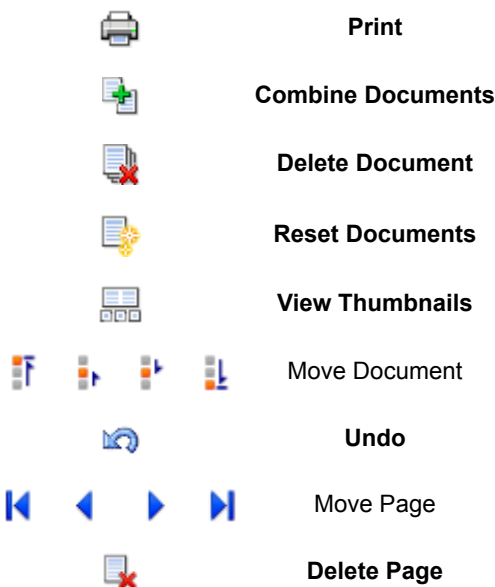 Print
Combine Documents
Delete Document
Reset Documents
View Thumbnails
Move Document
Undo
Move Page
Delete Page